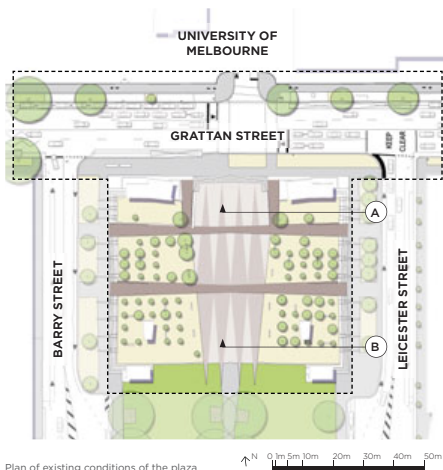 UNIVERSITY OF
MELBOURNE
GRATTAN STREET
KEEP
CLEAR
A
BARRY STREET
LEICESTER STREET
B
Plan of existing conditions of the plaza
N
0 1m 5m 10m 20m 30m 40m 50m